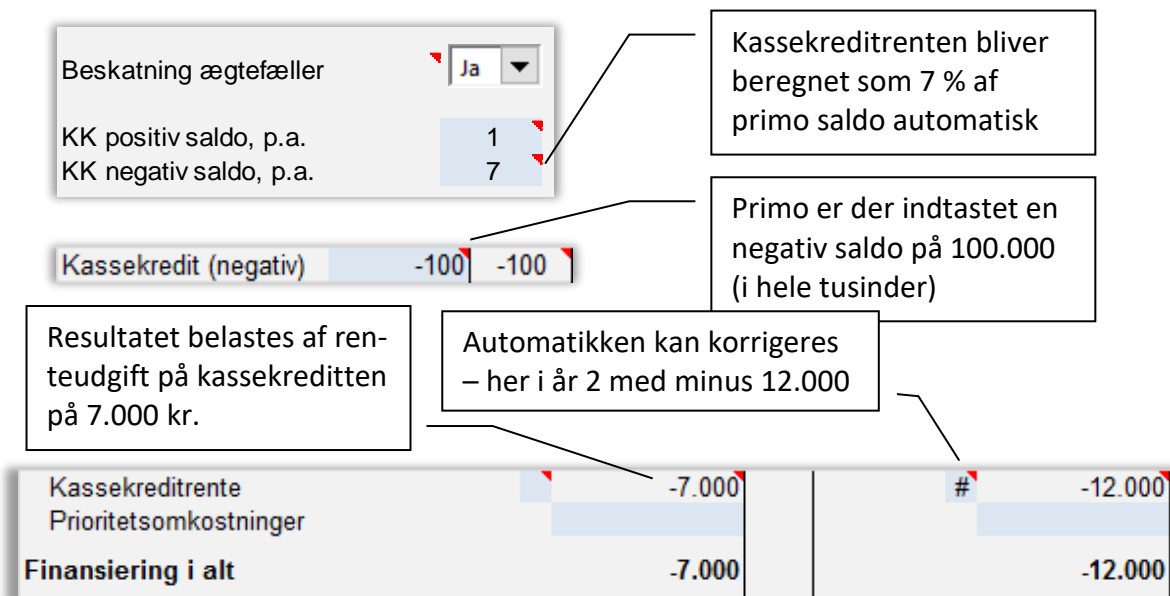 Beskatning ægtefæller Ja
KK positiv saldo, p.a. 1
KK negativ saldo, p.a. 7
Kassekreditrenten bliver
beregnet som 7 % af
primo saldo automatisk
Kassekredit (negativ) -100 -100
Primo er der indtastet en
negativ saldo på 100.000
(i hele tusinder)
Resultatet belastes af ren-
teudgift på kassekreditten
på 7.000 kr.
Automatikken kan korrigeres
– her i år 2 med minus 12.000
Kassekreditrente -7.000 # -12.000
Prioritetsomkostninger
Finansiering i alt -7.000 -12.000